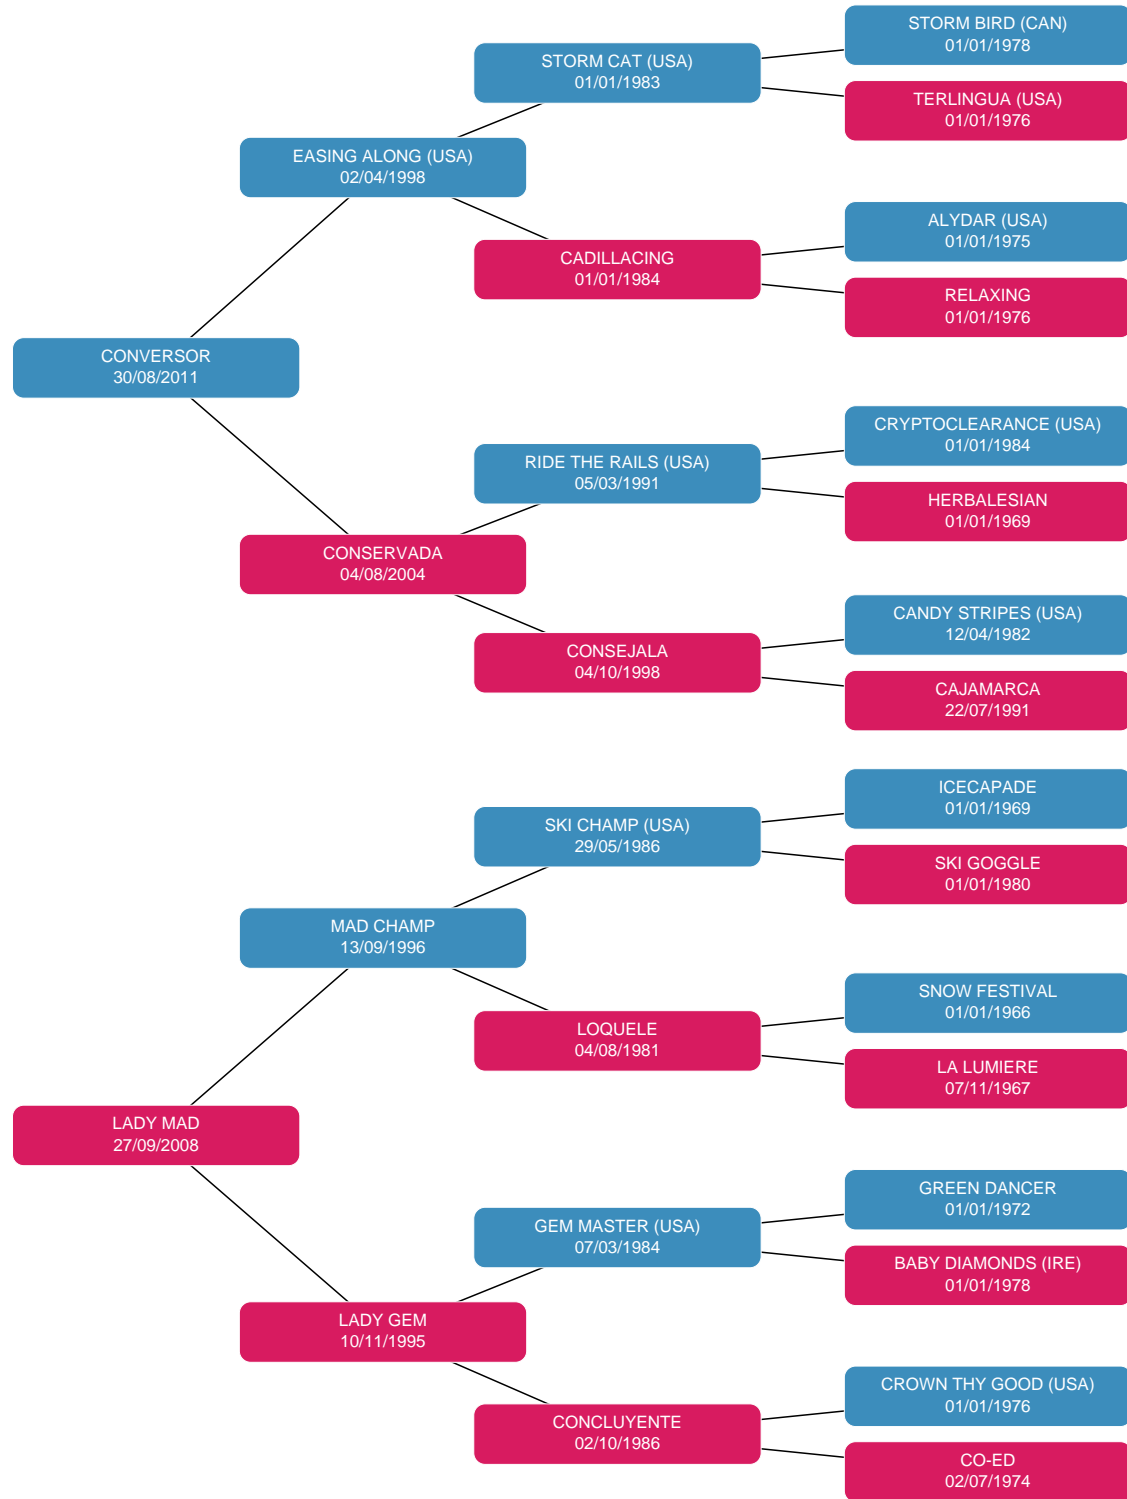 STORM BIRD (CAN)
01/01/1978
STORM CAT (USA)
01/01/1983
TERLINGUA (USA)
01/01/1976
EASING ALONG (USA)
02/04/1998
ALYDAR (USA)
01/01/1975
CADILLACING
01/01/1984
RELAXING
01/01/1976
CONVERSOR
30/08/2011
CRYPTOCLEARANCE (USA)
01/01/1984
RIDE THE RAILS (USA)
05/03/1991
HERBALESIAN
01/01/1969
CONSERVADA
04/08/2004
CANDY STRIPES (USA)
12/04/1982
CONSEJALA
04/10/1998
CAJAMARCA
22/07/1991
ICECAPADE
01/01/1969
SKI CHAMP (USA)
29/05/1986
SKI GOGGLE
01/01/1980
MAD CHAMP
13/09/1996
SNOW FESTIVAL
01/01/1966
LOQUELE
04/08/1981
LA LUMIERE
07/11/1967
LADY MAD
27/09/2008
GREEN DANCER
01/01/1972
GEM MASTER (USA)
07/03/1984
BABY DIAMONDS (IRE)
01/01/1978
LADY GEM
10/11/1995
CROWN THY GOOD (USA)
01/01/1976
CONCLUYENTE
02/10/1986
CO-ED
02/07/1974